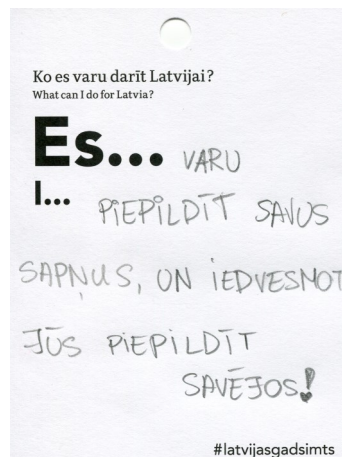 Ko es varu darīt Latvijai?
What can I do for Latvia?
Es... VARU
I... PIEPILDĪT SAVUS
SAPŅUS, UN IEDVESMOT
JŪS PIEPILDĪT
SAVĒJOS!
#latvijasgadsimts